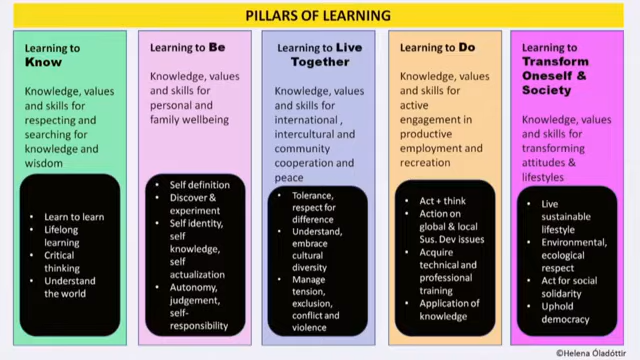 PILLARS OF LEARNING
Learning to
Know
Knowledge, values
and skills for
respecting and
searching for
knowledge and
wisdom
• Learn to learn
• Lifelong
learning
• Critical
thinking
• Understand
the world
Learning to Be
Knowledge, values
and skills for
personal and
family wellbeing
• Self definition
• Discover &
experiment
• Self identity,
self
knowledge,
self
actualization
• Autonomy,
judgement,
self-
responsibility
Learning to Live
Together
Knowledge, values
and skills for
international ,
intercultural and
community
cooperation and
peace
• Tolerance,
respect for
difference
• Understand,
embrace
cultural
diversity
• Manage
tension,
exclusion,
conflict and
violence
Learning to Do
Knowledge, values
and skills for
active
engagement in
productive
employment and
recreation
• Act + think
• Action on
global & local
Sus. Dev issues
• Acquire
technical and
professional
training
• Application of
knowledge
Learning to
Transform
Oneself &
Society
Knowledge, values
and skills for
transforming
attitudes &
lifestyles
• Live
sustainable
lifestyle
• Environmental,
ecological
respect
• Act for social
solidarity
• Uphold
democracy
©Helena Óladóttir